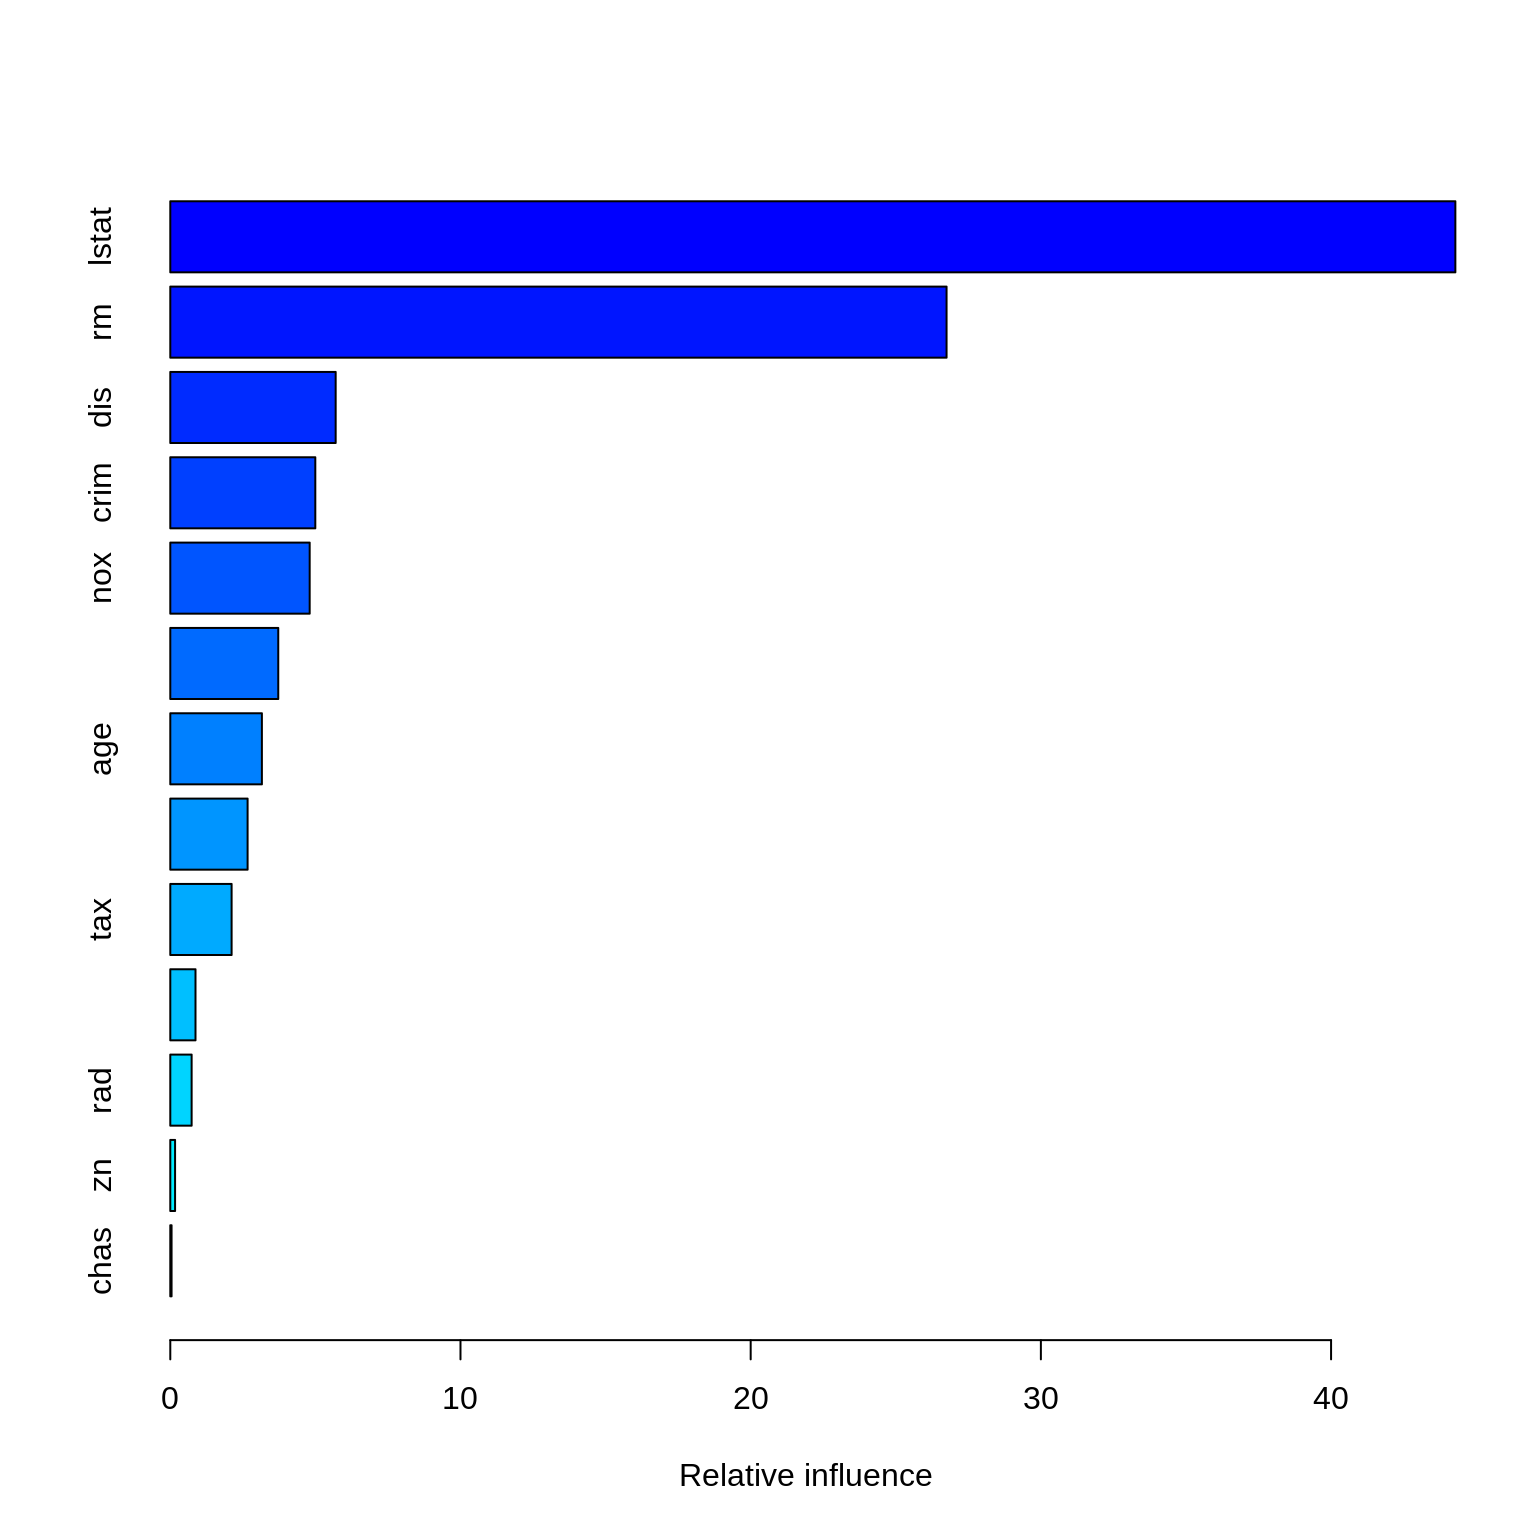 lstat
rm
dis
crim
nox
age
tax
rad
zn
chas
0 10 20 30 40
Relative influence